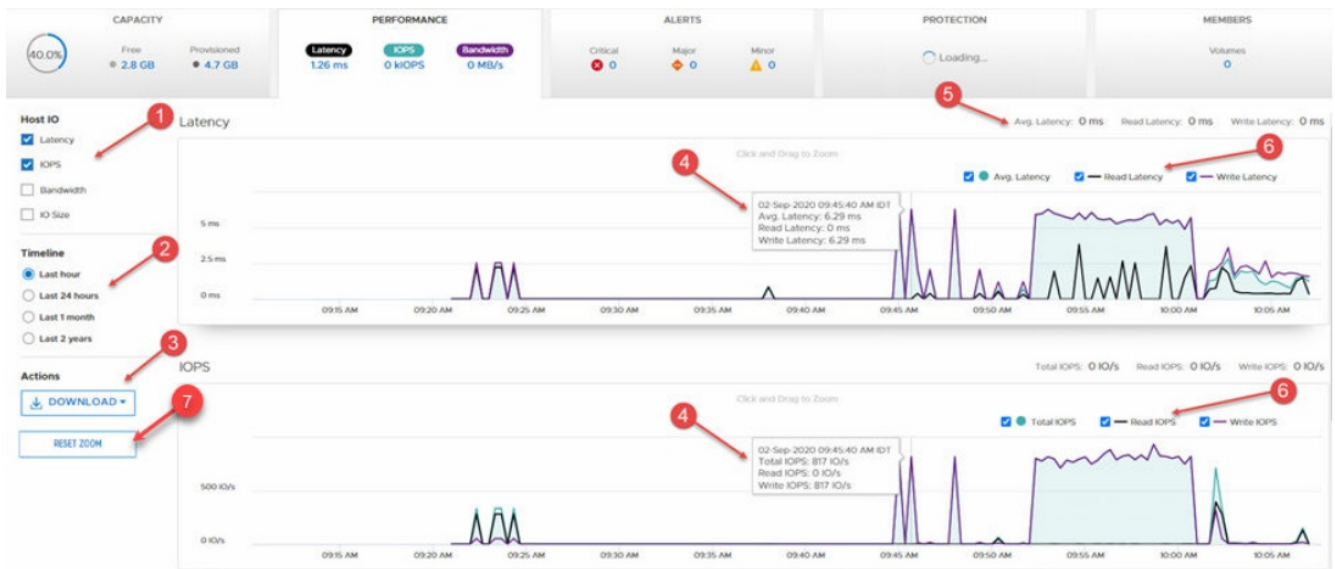 CAPACITY
40.0%
Free
2.8 GB
Provisioned
4.7 GB
PERFORMANCE
Latency
1.26 ms
IOPS
0 kIOPS
Bandwidth
0 MB/s
ALERTS
Critical
0
Major
0
Minor
0
PROTECTION
Loading...
MEMBERS
Volumes
0
Host IO
1
Latency
IOPS
Bandwidth
IO Size
Timeline
2
Last hour
Last 24 hours
Last 1 month
Last 2 years
3
Actions
DOWNLOAD
7
RESET ZOOM
Latency
5
Avg. Latency: 0 ms Read Latency: 0 ms Write Latency: 0 ms
Click and Drag to Zoom
4
6
Avg. Latency Read Latency Write Latency
02-Sep-2020 09:45:40 AM IDT
Avg. Latency: 6.29 ms
Read Latency: 0 ms
Write Latency: 6.29 ms
5 ms
2.5 ms
0 ms
09:15 AM 09:20 AM 09:25 AM 09:30 AM 09:35 AM 09:40 AM 09:45 AM 09:50 AM 09:55 AM 10:00 AM 10:05 AM
IOPS
Total IOPS: 0 IO/s Read IOPS: 0 IO/s Write IOPS: 0 IO/s
Click and Drag to Zoom
4
6
Total IOPS Read IOPS Write IOPS
02-Sep-2020 09:45:40 AM IDT
Total IOPS: 817 IO/s
Read IOPS: 0 IO/s
Write IOPS: 817 IO/s
500 IO/s
0 IO/s
09:15 AM 09:20 AM 09:25 AM 09:30 AM 09:35 AM 09:40 AM 09:45 AM 09:50 AM 09:55 AM 10:00 AM 10:05 AM